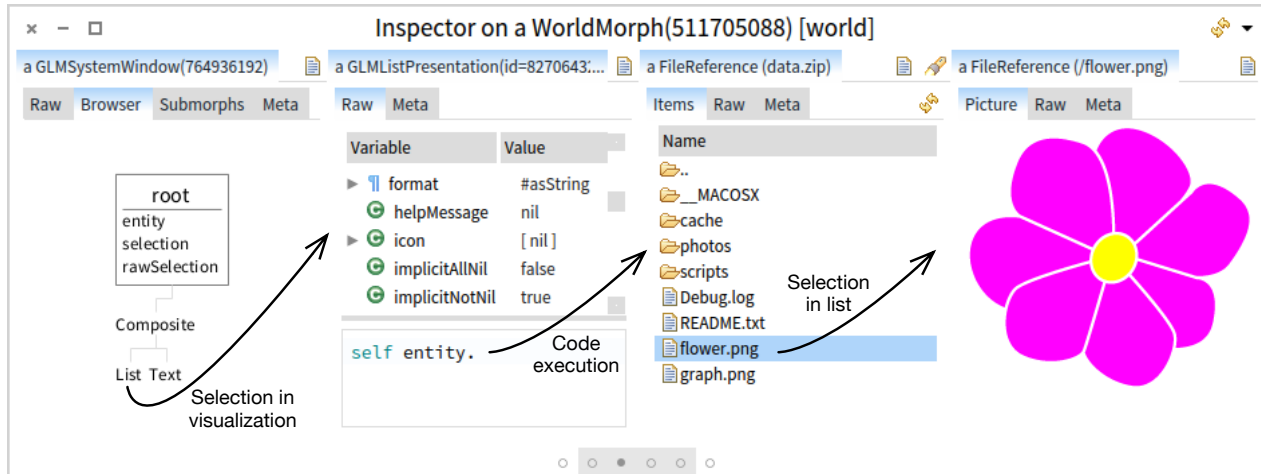 Inspector on a WorldMorph(511705088) [world]
a GLMSystemWindow(764936192)
Raw Browser Submorphs Meta
root
entity
selection
rawSelection
Composite
List Text
Selection in
visualization
a GLMListPresentation(id=8270643...
Raw Meta
Variable Value
format #asString
helpMessage nil
icon [ nil ]
implicitAllNil false
implicitNotNil true
self entity.
Code
execution
a FileReference (data.zip)
Items Raw Meta
Name
..
__MACOSX
cache
photos
scripts
Debug.log
README.txt
flower.png
graph.png
Selection
in list
a FileReference (/flower.png)
Picture Raw Meta